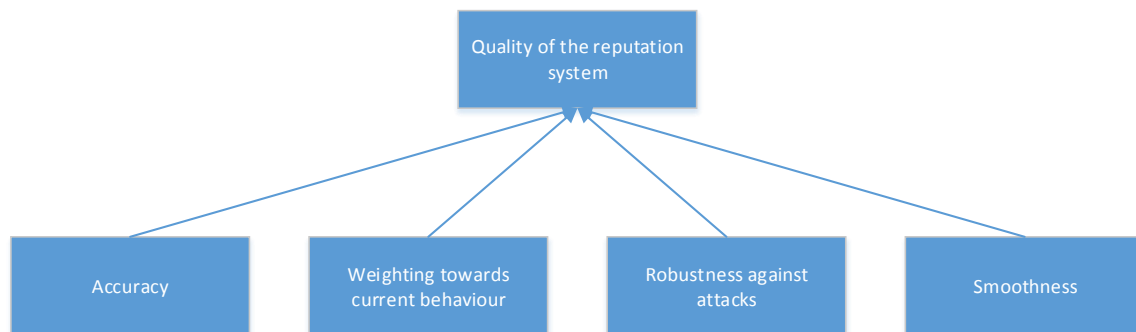 Quality of the reputation
system
Accuracy
Weighting towards
current behaviour
Robustness against
attacks
Smoothness